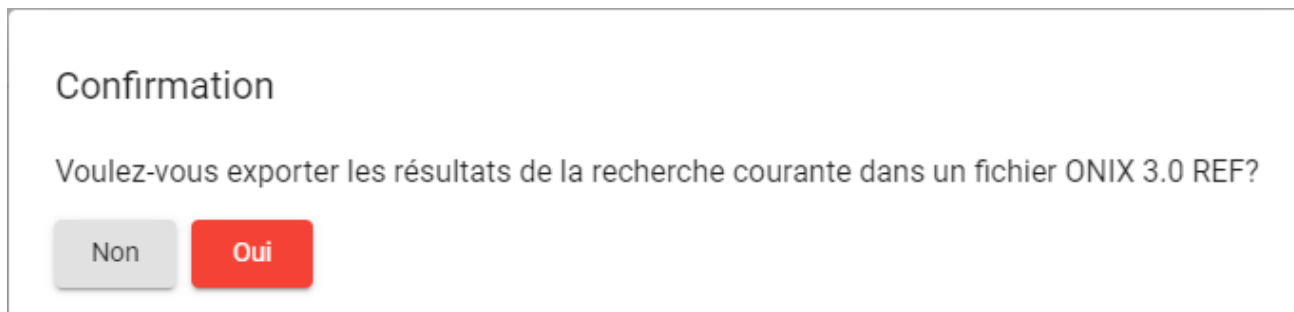 Confirmation
Voulez-vous exporter les résultats de la recherche courante dans un fichier ONIX 3.0 REF?
Non Oui